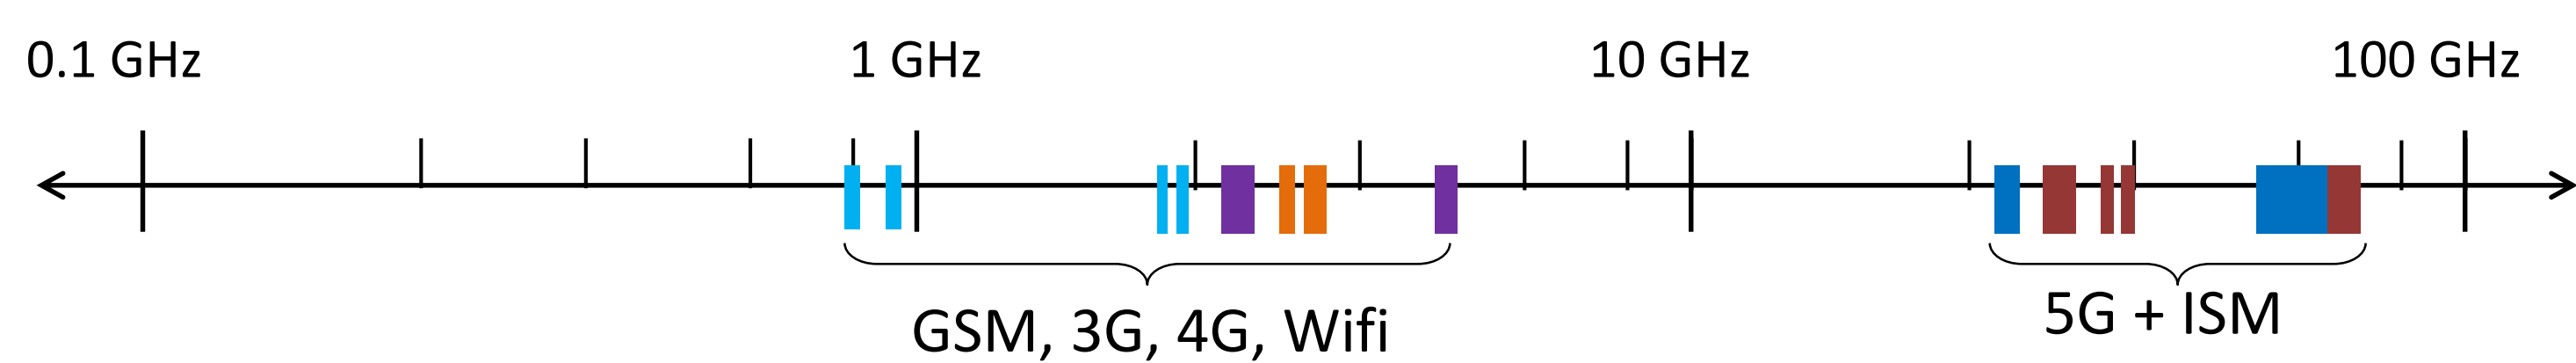 0.1 GHz
1 GHz
10 GHz
100 GHz
GSM, 3G, 4G, Wifi
5G + ISM